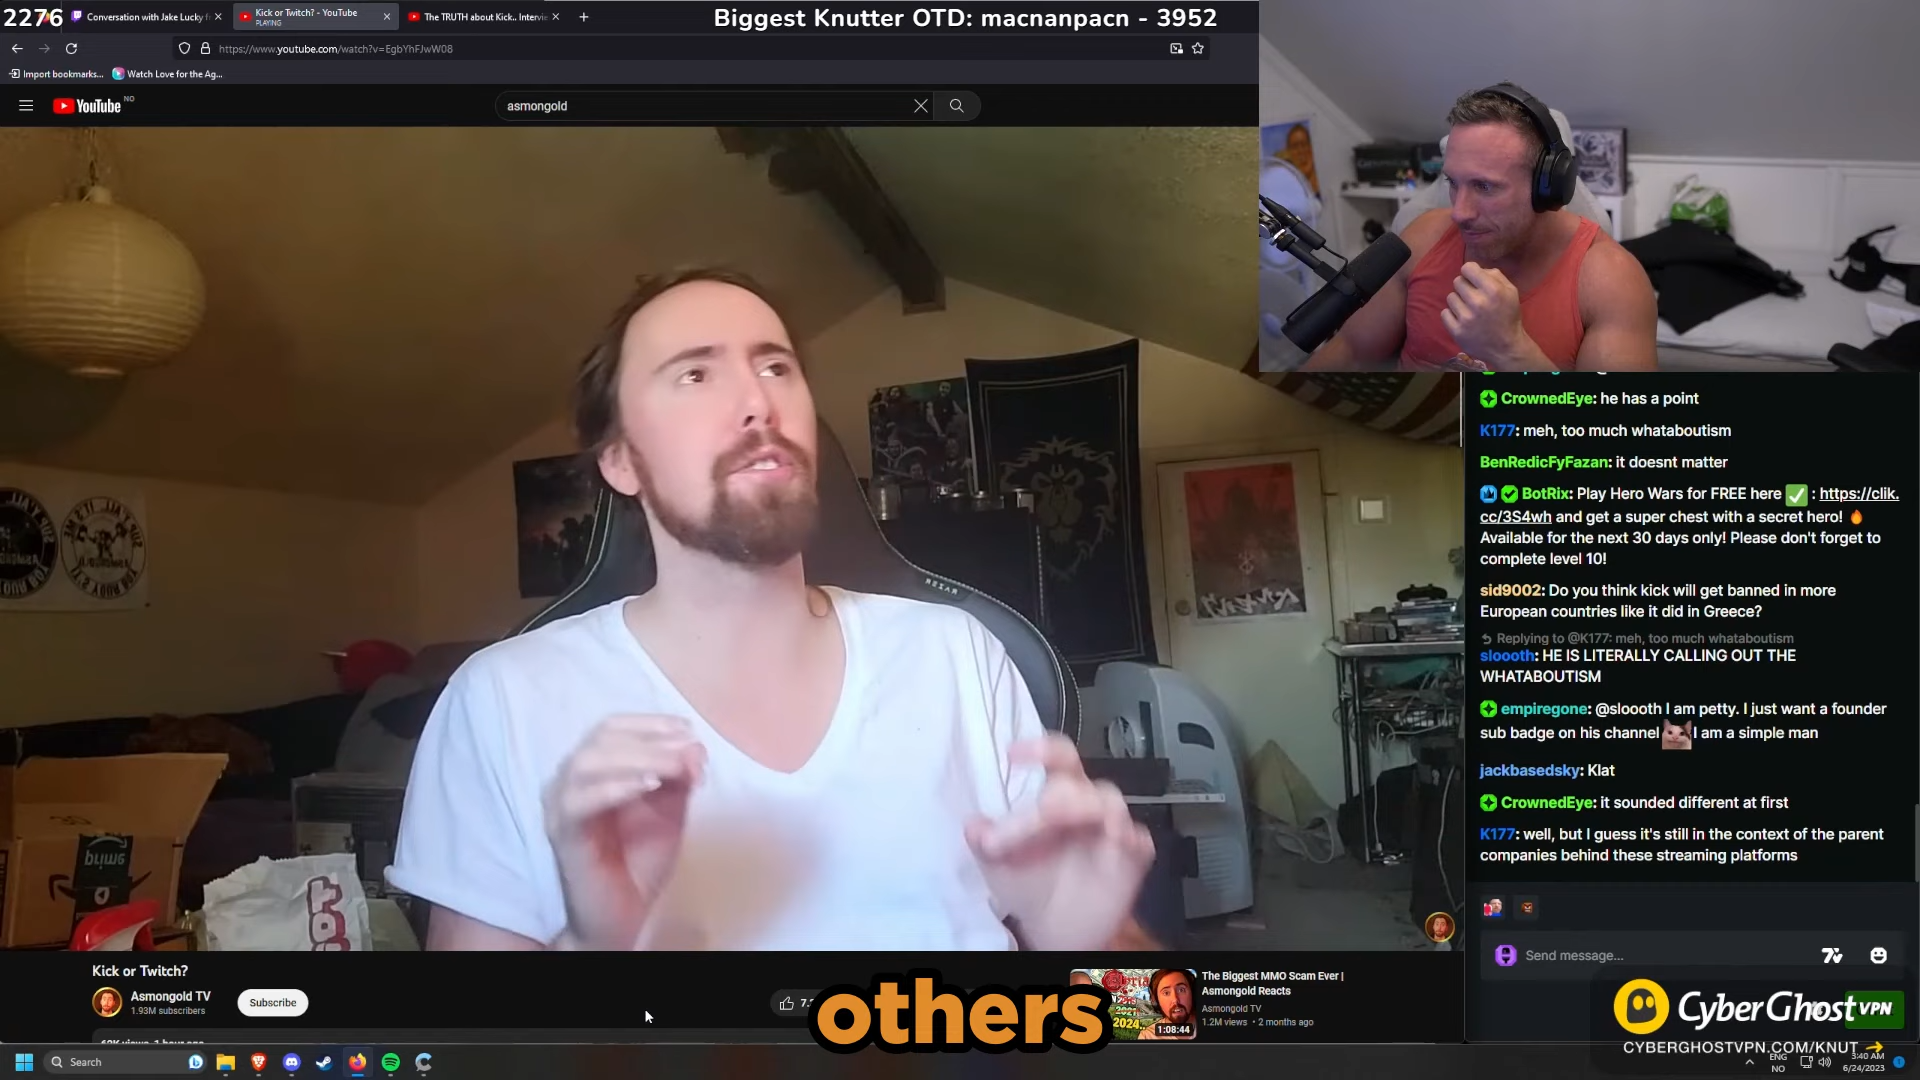 2276
Conversation with Jake Lucky f
Kick or Twitch? - YouTube
PLAYING
The TRUTH about Kick.. Intervie
Biggest Knutter OTD: macnanpacn - 3952
https://www.youtube.com/watch?v=EgbYhFJwW08
Import bookmarks...
Watch Love for the Ag...
YouTube NO
asmongold
CrownedEye: he has a point
K177: meh, too much whataboutism
BenRedicFyFazan: it doesnt matter
BotRix: Play Hero Wars for FREE here : https://clik.
cc/3S4wh and get a super chest with a secret hero!
Available for the next 30 days only! Please don't forget to
complete level 10!
sid9002: Do you think kick will get banned in more
European countries like it did in Greece?
Replying to @K177: meh, too much whataboutism
sloooth: HE IS LITERALLY CALLING OUT THE
WHATABOUTISM
empiregone: @sloooth I am petty. I just want a founder
sub badge on his channel I am a simple man
jackbasedsky: Klat
CrownedEye: it sounded different at first
K177: well, but I guess it's still in the context of the parent
companies behind these streaming platforms
Send message...
Kick or Twitch?
Asmongold TV
1.93M subscribers
Subscribe
others
The Biggest MMO Scam Ever |
Asmongold Reacts
Asmongold TV
1.2M views • 2 months ago
1:08:44
2024
CyberGhost VPN
CYBERGHOSTVPN.COM/KNUT
Search
ENG
NO
3:40 AM
6/24/2023